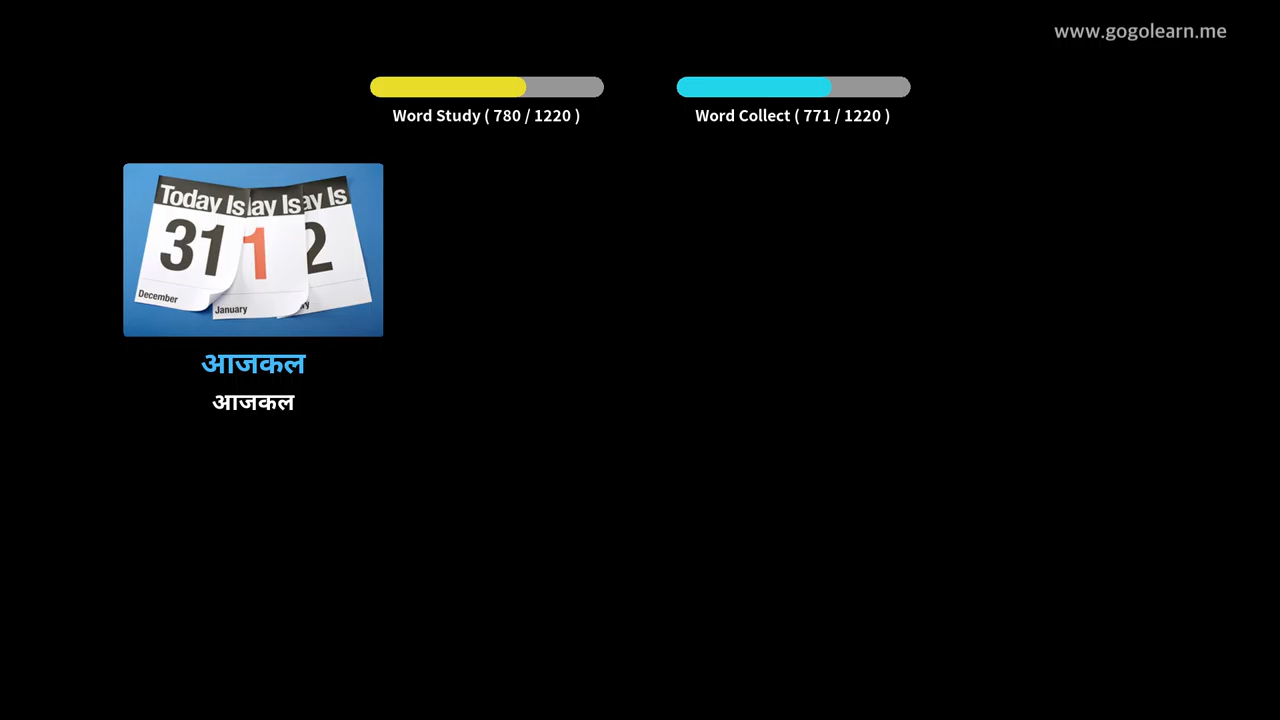 www.gogolearn.me
Word Study ( 780 / 1220 )
Word Collect ( 771 / 1220 )
Today Is
ay Is
ay Is
31
1
2
December
January
आजकल
आजकल